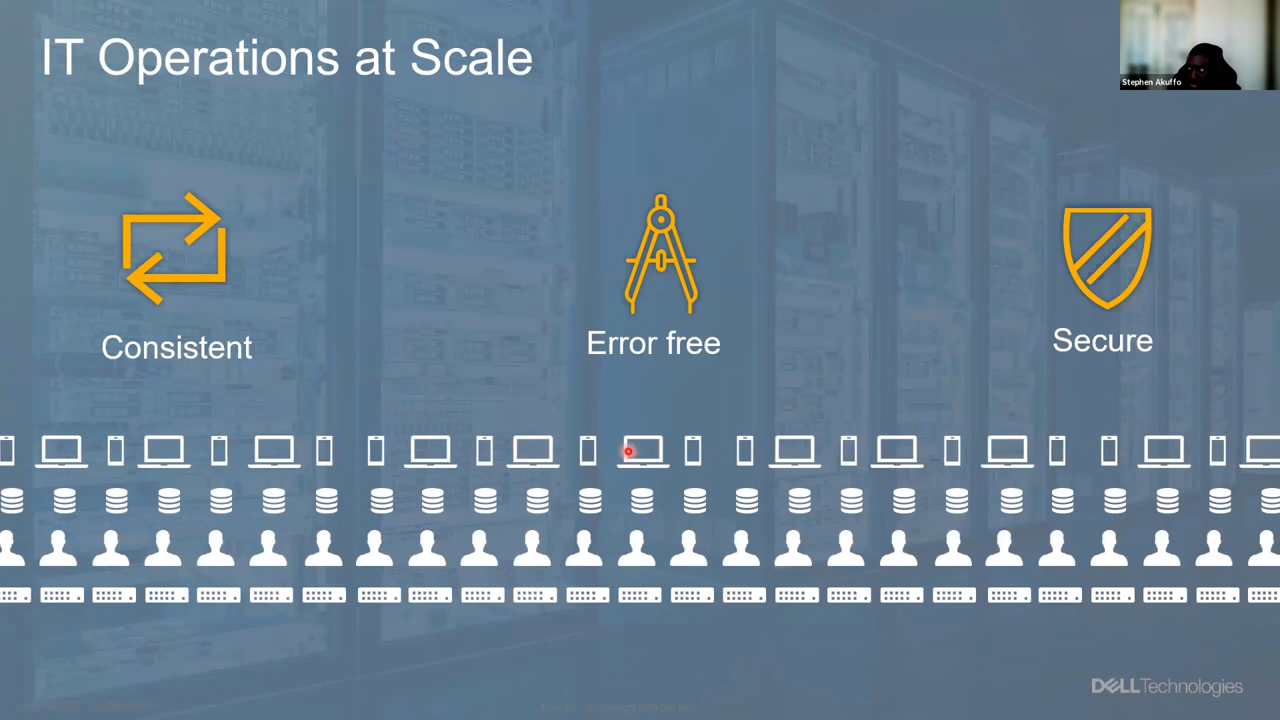 IT Operations at Scale
Stephen Akuffo
Consistent
Error free
Secure
DELLTechnologies